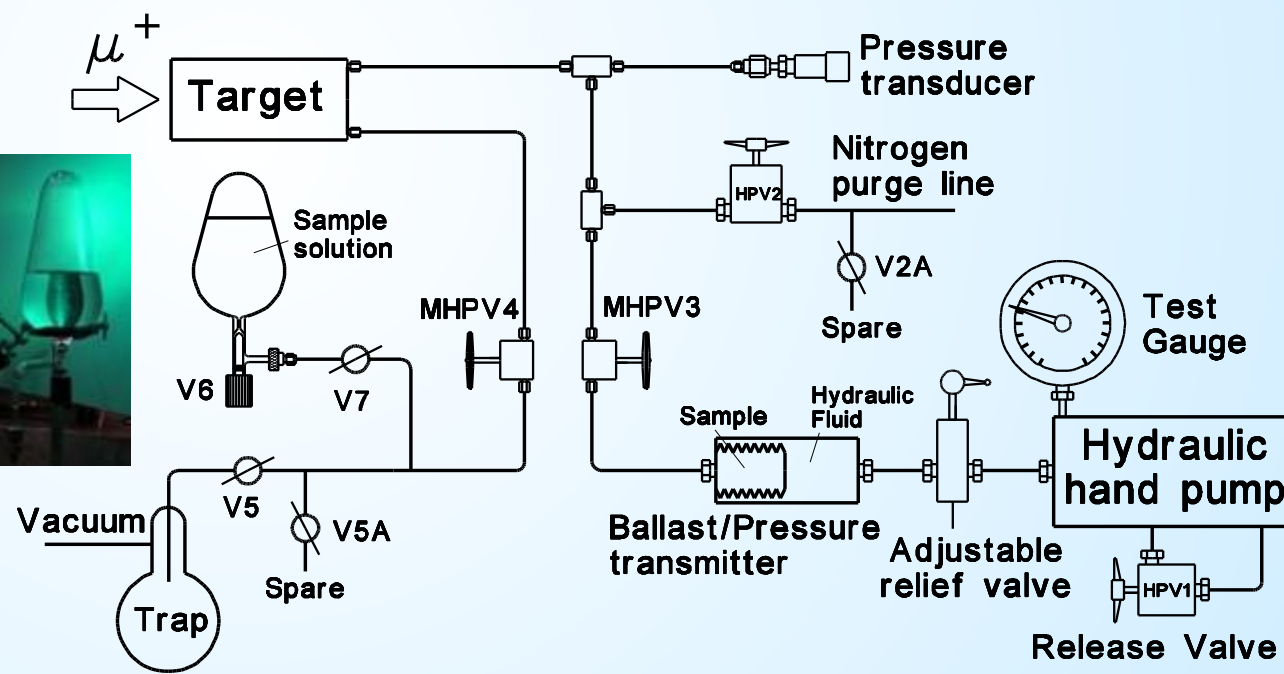 μ+
Target
Pressure
transducer
Nitrogen
purge line
HPV2
Sample
solution
V2A
Spare
MHPV4
MHPV3
Test
Gauge
V6
V7
Sample
Hydraulic
Fluid
Hydraulic
hand pump
V5
Vacuum
V5A
Spare
Trap
Ballast/Pressure
transmitter
Adjustable
relief valve
HPV1
Release Valve